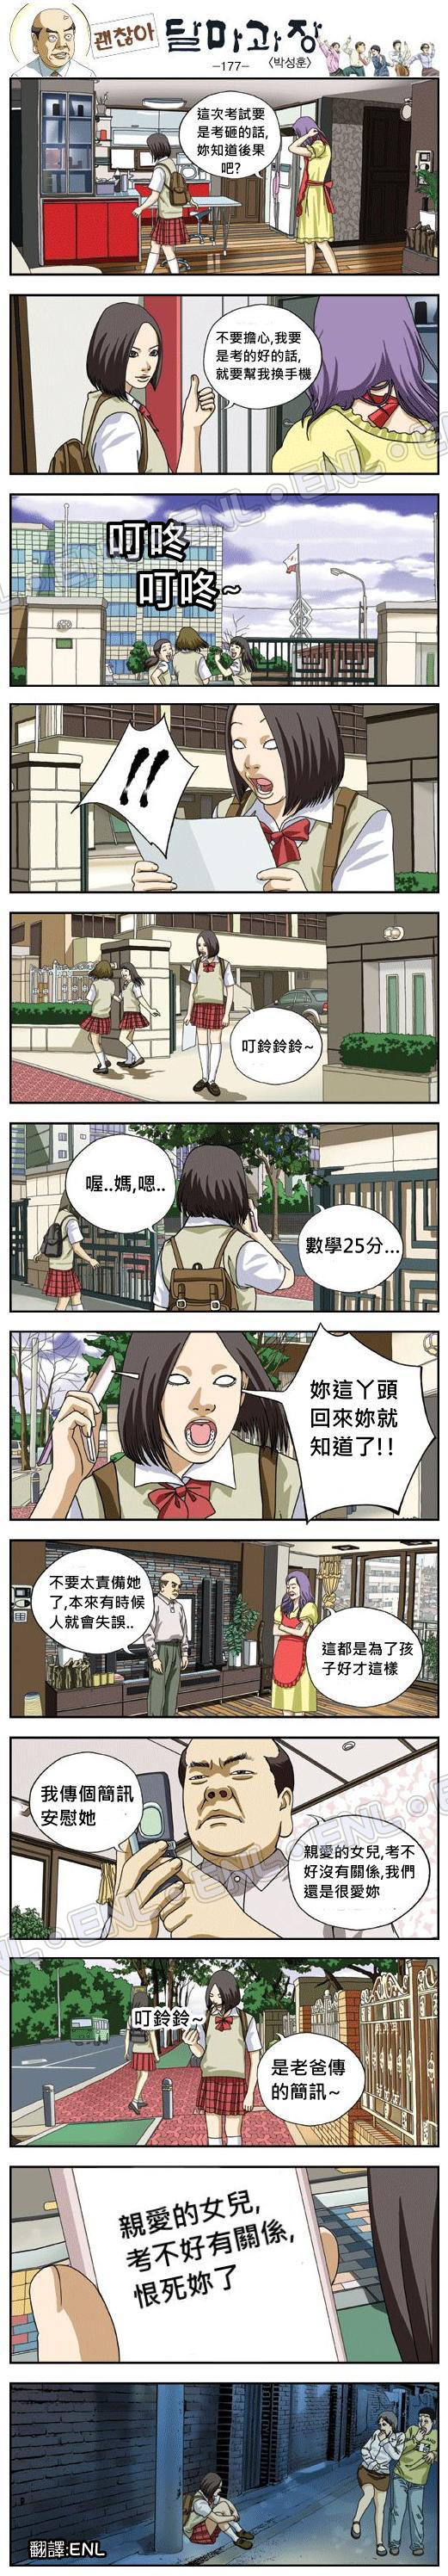 괜찮아
달마과장
-177-
<박성훈>
這次考試要
是考砸的話,
妳知道後果
吧?
不要擔心,我要
是考的好的話,
就要幫我換手機
叮咚
叮咚~
!!
叮鈴鈴鈴~
喔..媽,嗯..
數學25分...
妳這丫頭
回來妳就
知道了!!
不要太責備她
了,本來有時候
人就會失誤..
這都是為了孩
子好才這樣
我傳個簡訊
安慰她
親愛的女兒,考不
好沒有關係,我們
還是很愛妳
叮鈴鈴~
是老爸傳
的簡訊~
親愛的女兒,
考不好有關係,
恨死妳了
翻譯:ENL